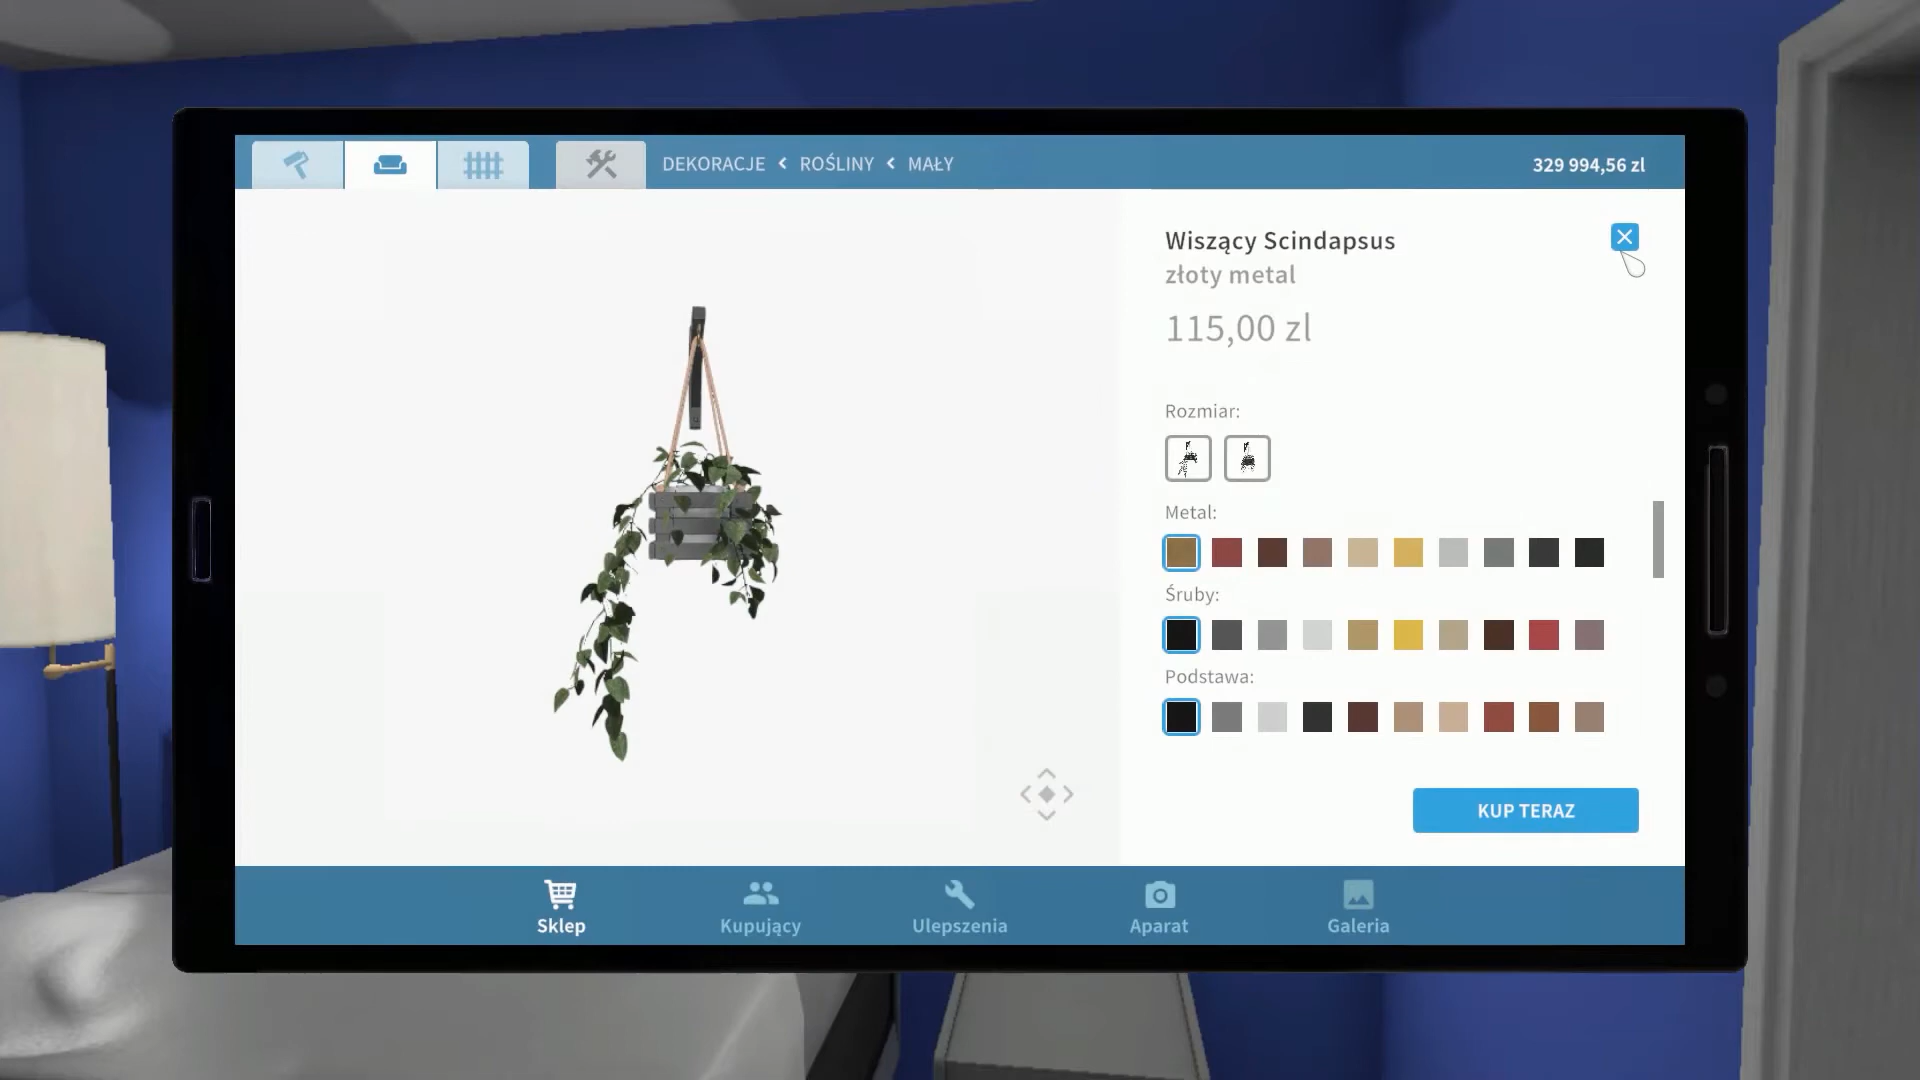 DEKORACJE < ROŚLINY < MAŁY
329 994,56 zl
Wiszący Scindapsus
złoty metal
115,00 zl
Rozmiar:
Metal:
Śruby:
Podstawa:
KUP TERAZ
Sklep
Kupujący
Ulepszenia
Aparat
Galeria